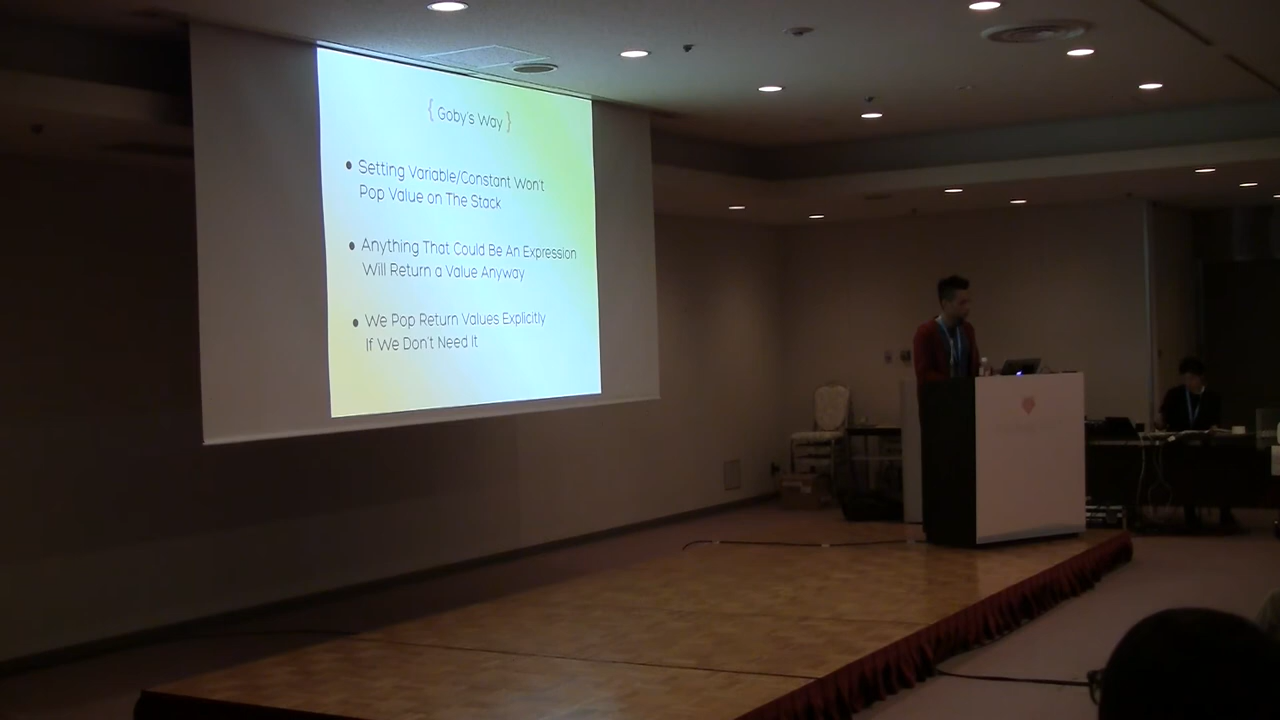 { Goby's Way }
• Setting Variable/Constant Won't
Pop Value on The Stack
• Anything That Could Be An Expression
Will Return a Value Anyway
• We Pop Return Values Explicitly
If We Don't Need It